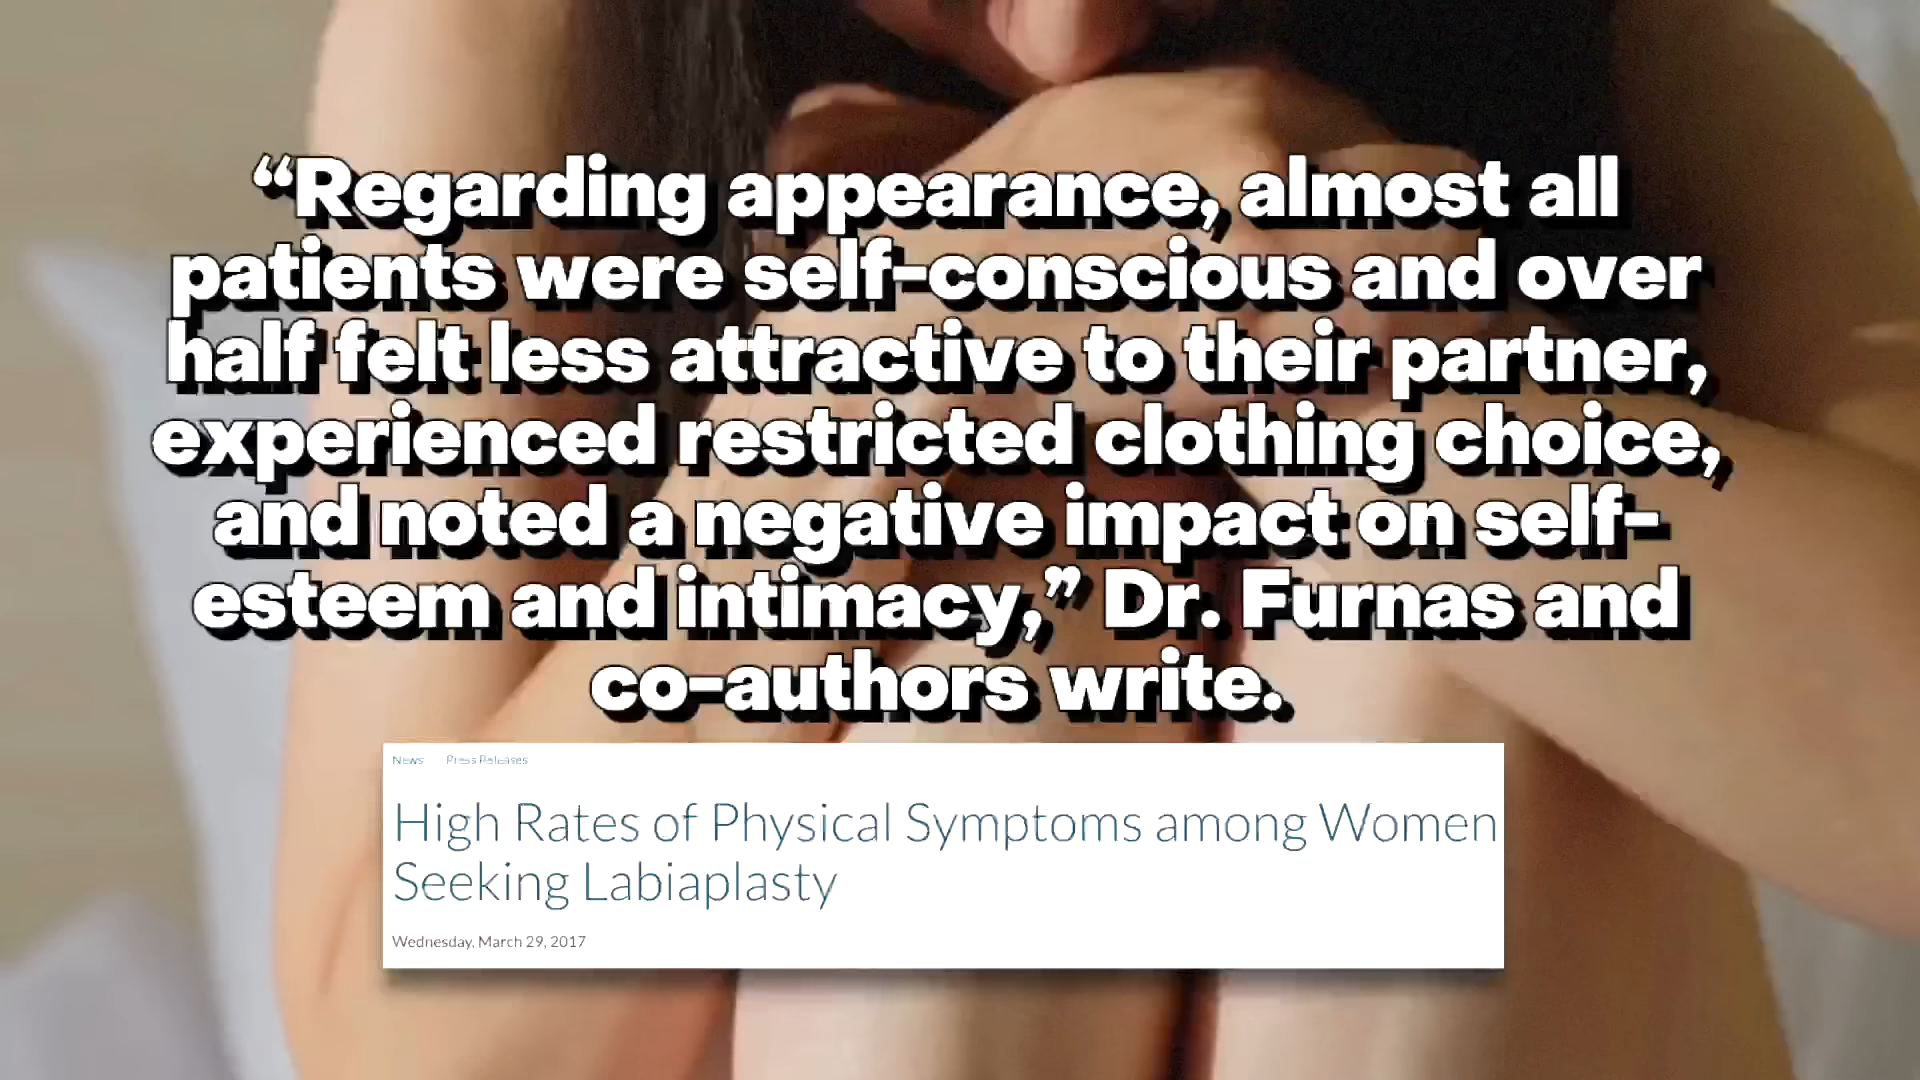 “Regarding appearance, almost all
patients were self-conscious and over
half felt less attractive to their partner,
experienced restricted clothing choice,
and noted a negative impact on self-
esteem and intimacy,” Dr. Furnas and
co-authors write.
News Press Releases
High Rates of Physical Symptoms among Women
Seeking Labiaplasty
Wednesday, March 29, 2017